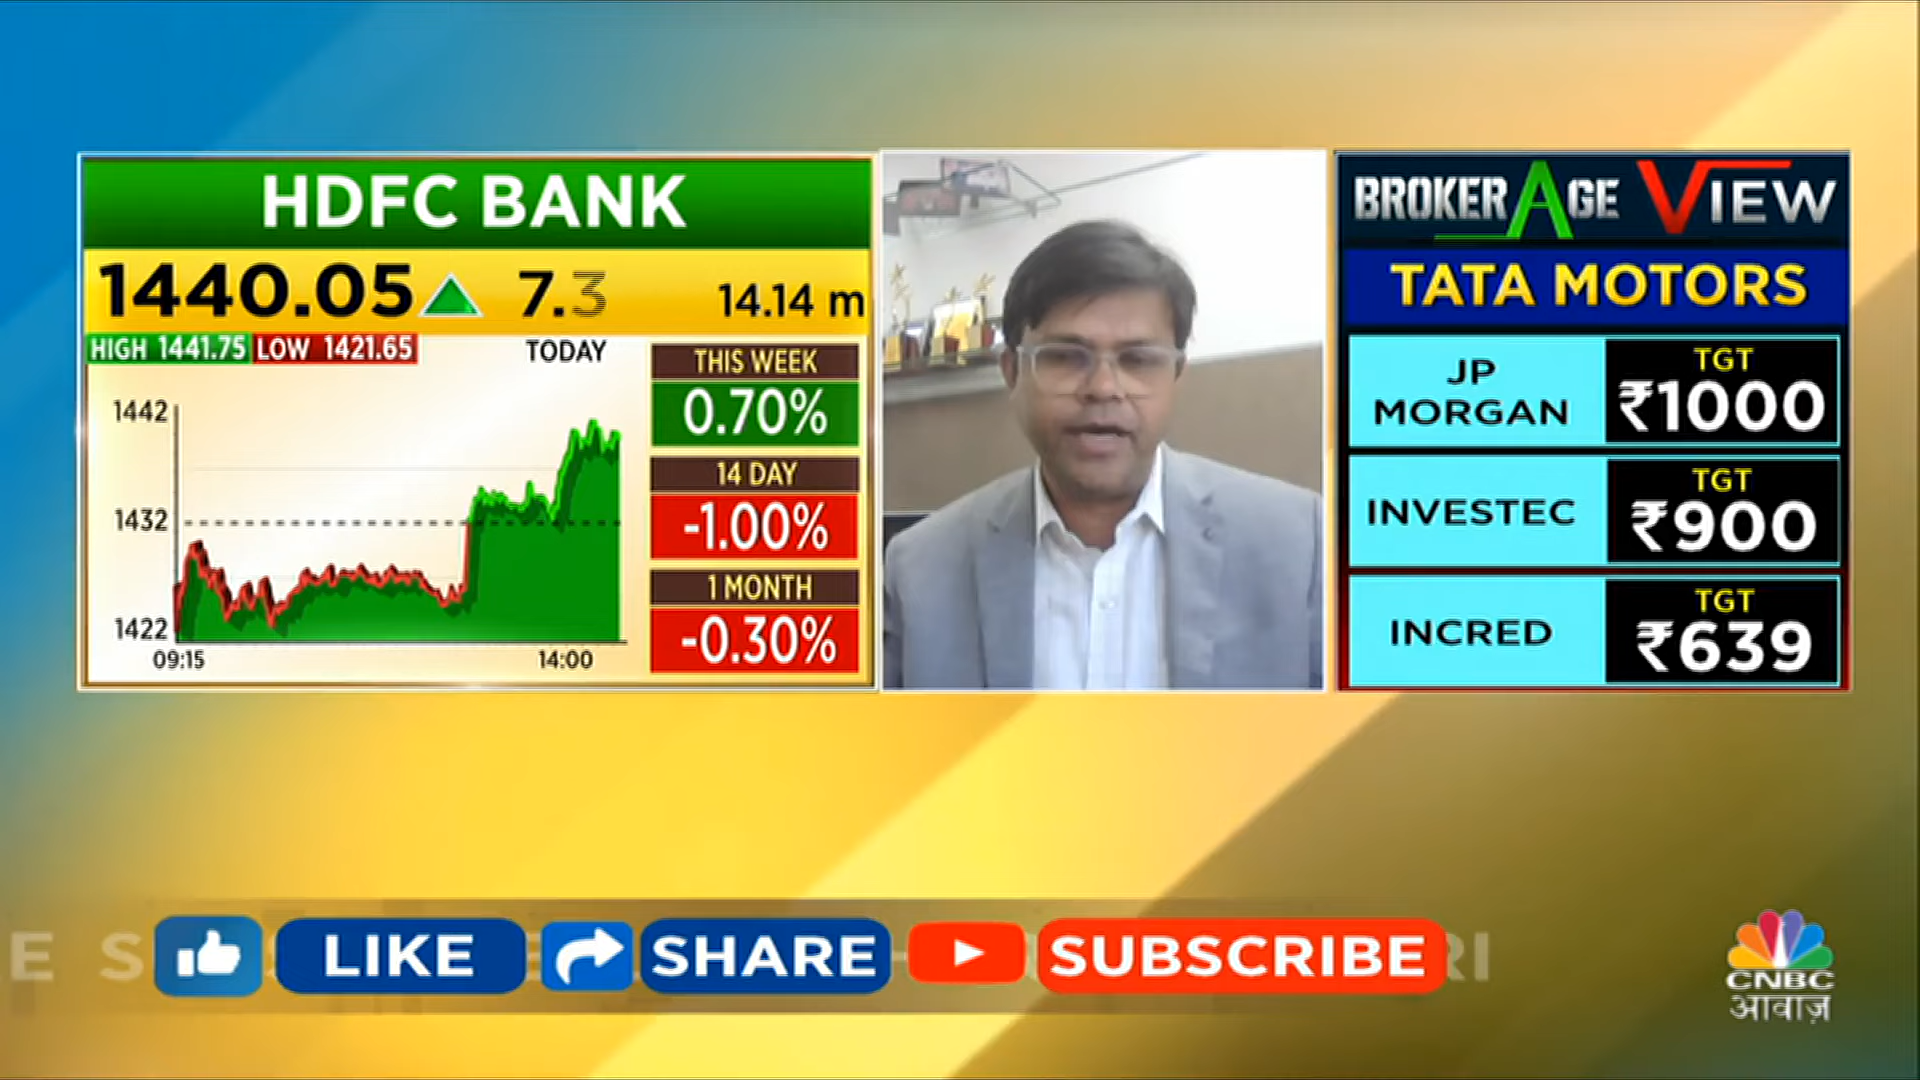 HDFC BANK
1440.05 7.3 14.14 m
HIGH 1441.75 LOW 1421.65
TODAY
1442
1432
1422
09:15 14:00
THIS WEEK
0.70%
14 DAY
-1.00%
1 MONTH
-0.30%
BROKERAGE VIEW
TATA MOTORS
JP MORGAN
TGT
₹1000
INVESTEC
TGT
₹900
INCRED
TGT
₹639
LIKE SHARE SUBSCRIBE
CNBC
आवाज़